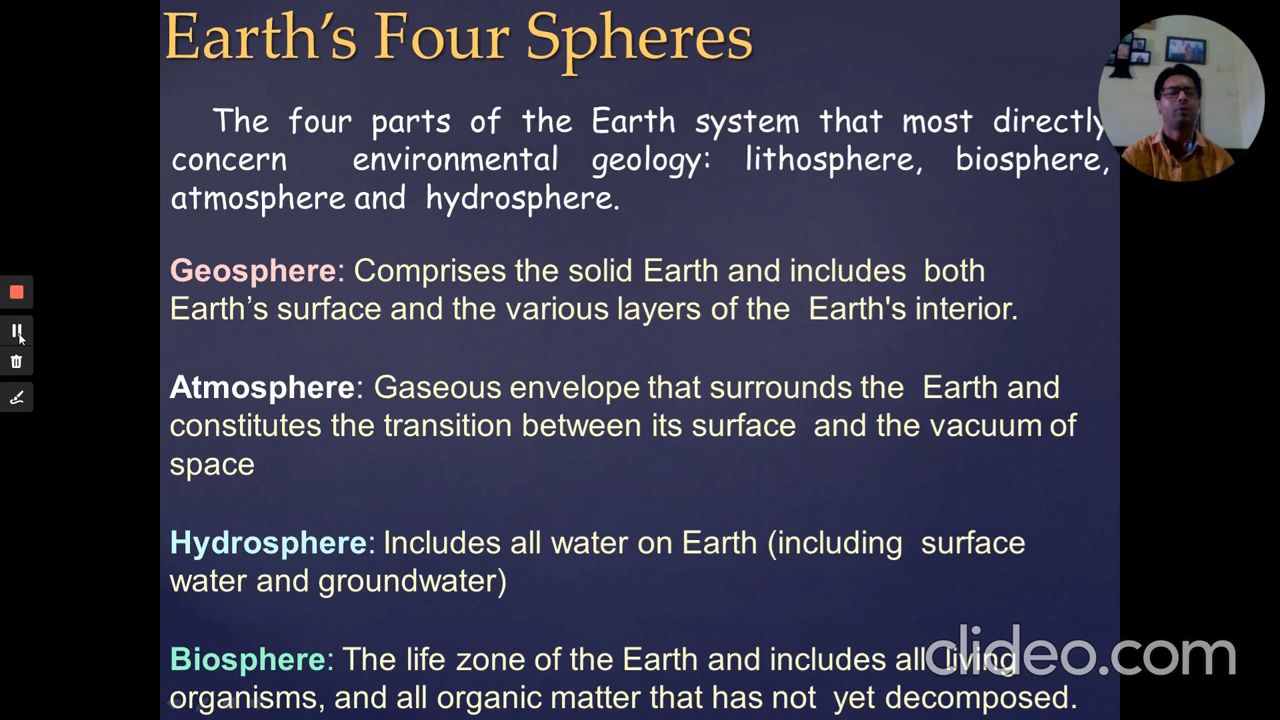 Earth's Four Spheres
The four parts of the Earth system that most directly
concern environmental geology: lithosphere, biosphere,
atmosphere and hydrosphere.
Geosphere: Comprises the solid Earth and includes both
Earth's surface and the various layers of the Earth's interior.
Atmosphere: Gaseous envelope that surrounds the Earth and
constitutes the transition between its surface and the vacuum of
space
Hydrosphere: Includes all water on Earth (including surface
water and groundwater)
Biosphere: The life zone of the Earth and includes all living
organisms, and all organic matter that has not yet decomposed.
clideo.com